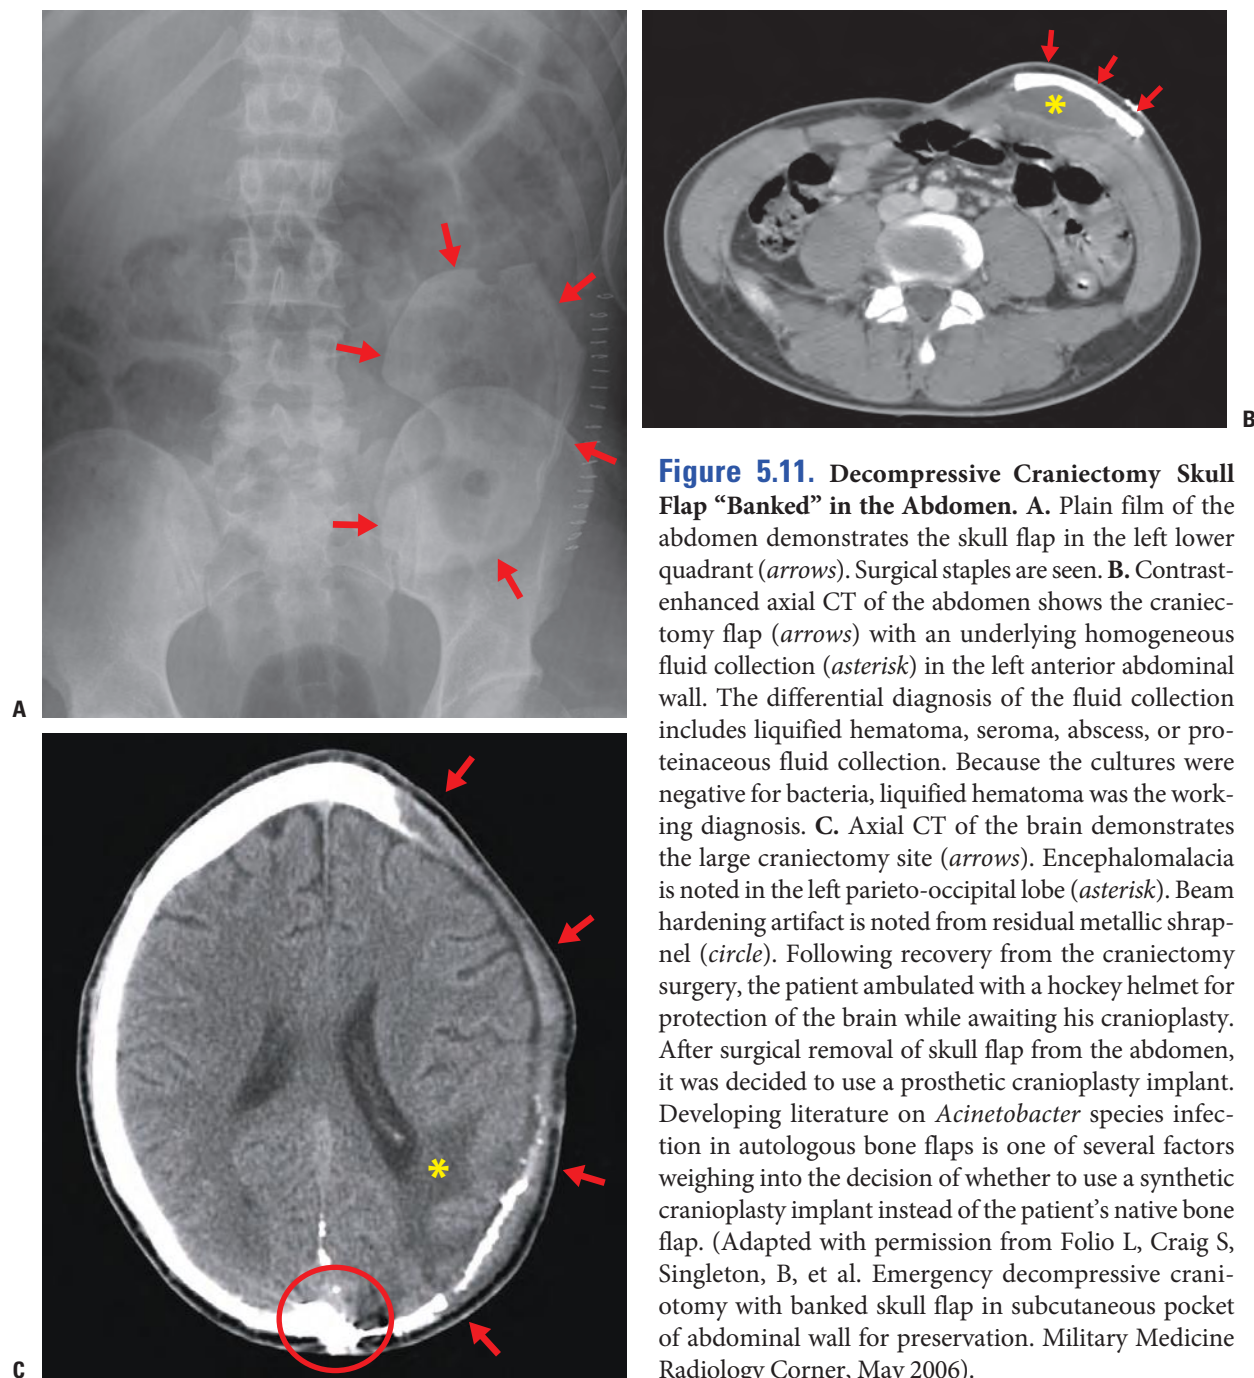 A
B
Figure 5.11. Decompressive Craniectomy Skull
Flap “Banked” in the Abdomen. A. Plain film of the
abdomen demonstrates the skull flap in the left lower
quadrant (arrows). Surgical staples are seen. B. Contrast-
enhanced axial CT of the abdomen shows the craniec-
tomy flap (arrows) with an underlying homogeneous
fluid collection (asterisk) in the left anterior abdominal
wall. The differential diagnosis of the fluid collection
includes liquified hematoma, seroma, abscess, or pro-
teinaceous fluid collection. Because the cultures were
negative for bacteria, liquified hematoma was the work-
ing diagnosis. C. Axial CT of the brain demonstrates
the large craniectomy site (arrows). Encephalomalacia
is noted in the left parieto-occipital lobe (asterisk). Beam
hardening artifact is noted from residual metallic shrap-
nel (circle). Following recovery from the craniectomy
surgery, the patient ambulated with a hockey helmet for
protection of the brain while awaiting his cranioplasty.
After surgical removal of skull flap from the abdomen,
it was decided to use a prosthetic cranioplasty implant.
Developing literature on Acinetobacter species infec-
tion in autologous bone flaps is one of several factors
weighing into the decision of whether to use a synthetic
cranioplasty implant instead of the patient’s native bone
flap. (Adapted with permission from Folio L, Craig S,
Singleton, B, et al. Emergency decompressive crani-
otomy with banked skull flap in subcutaneous pocket
of abdominal wall for preservation. Military Medicine
Radiology Corner, May 2006).
C